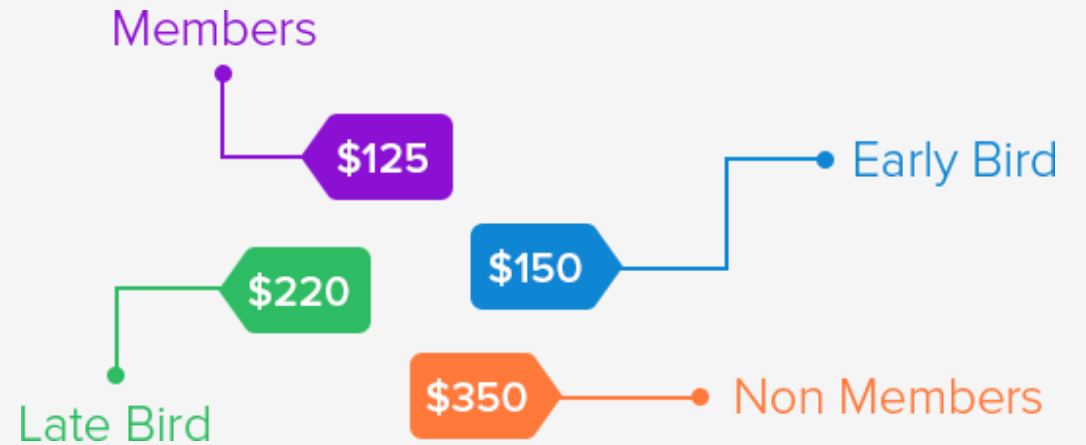 Members
$125
Early Bird
$150
$220
Late Bird
$350
Non Members